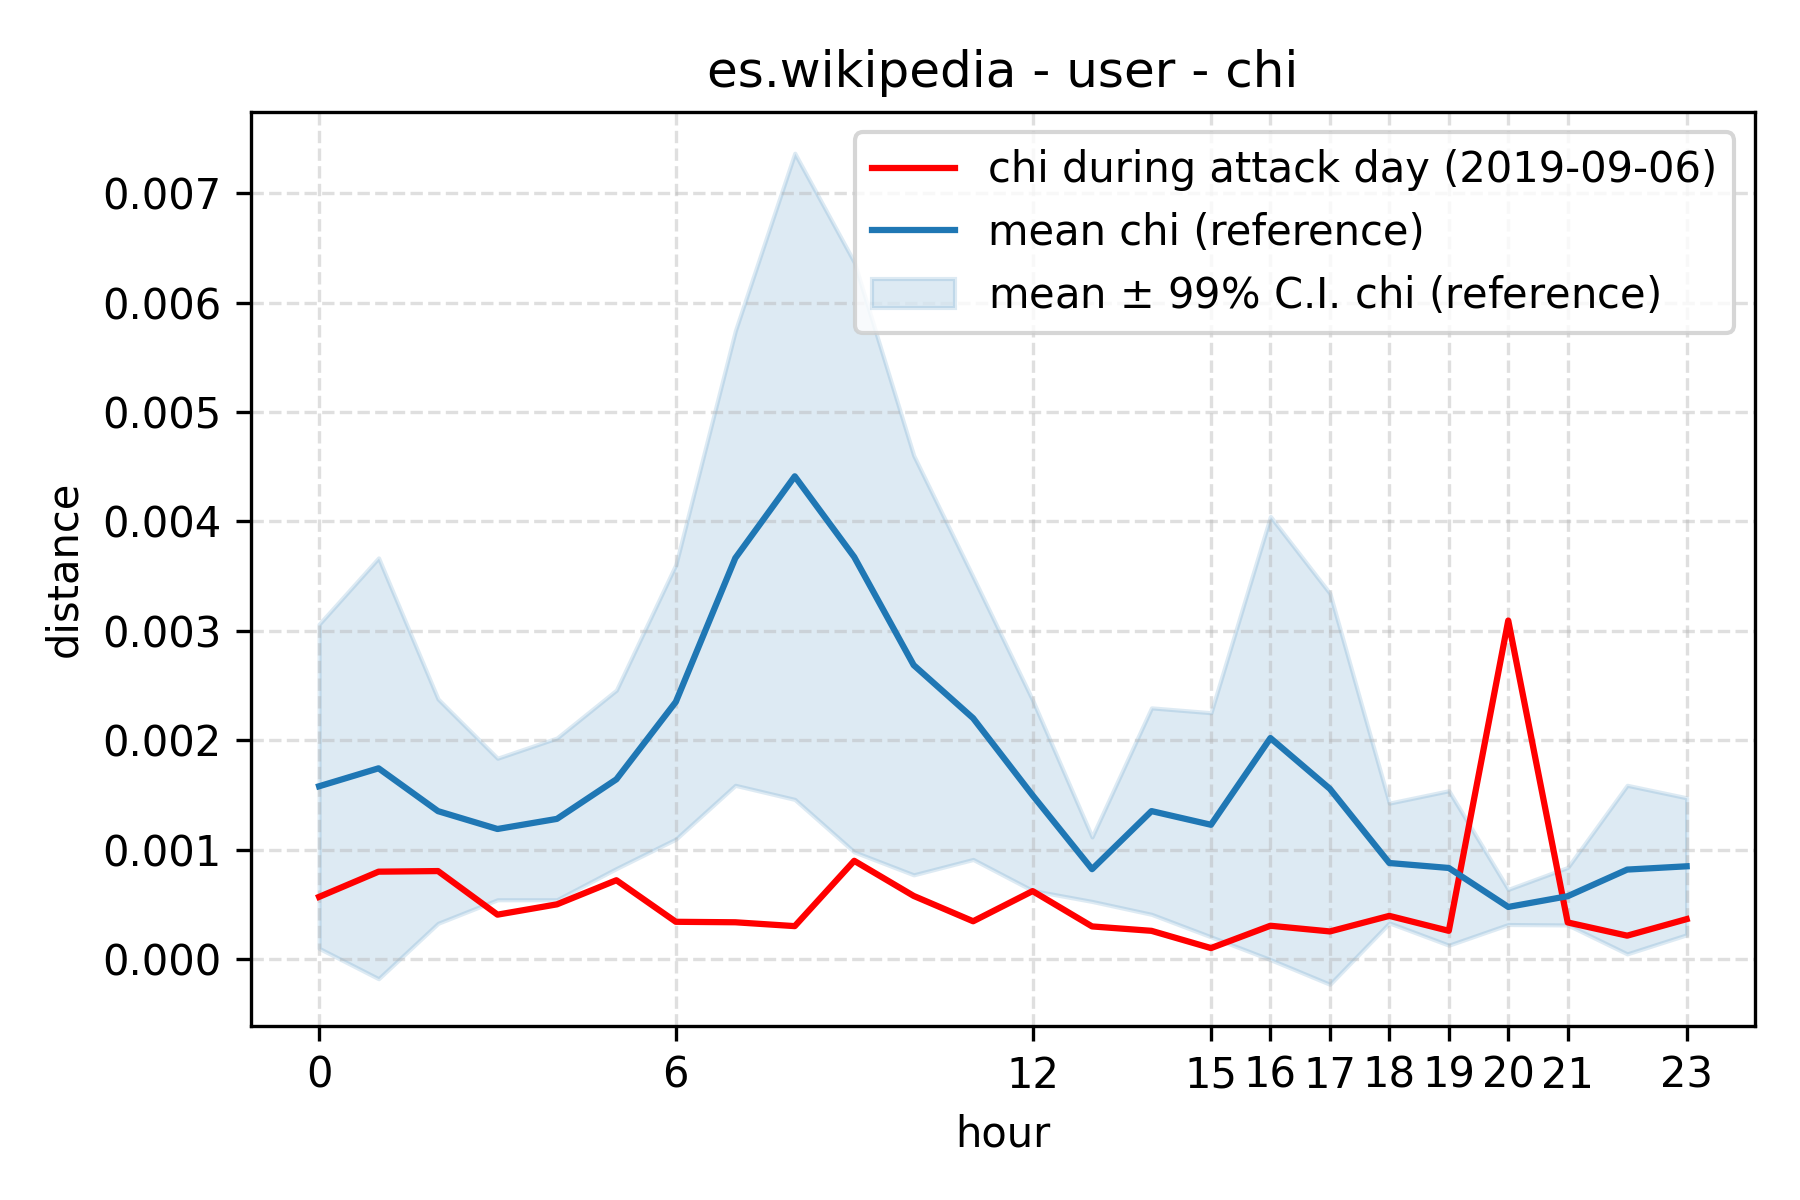 es.wikipedia - user - chi
chi during attack day (2019-09-06)
mean chi (reference)
mean ± 99% C.I. chi (reference)
distance
0.007
0.006
0.005
0.004
0.003
0.002
0.001
0.000
0 6 12 15 16 17 18 19 20 21 23
hour